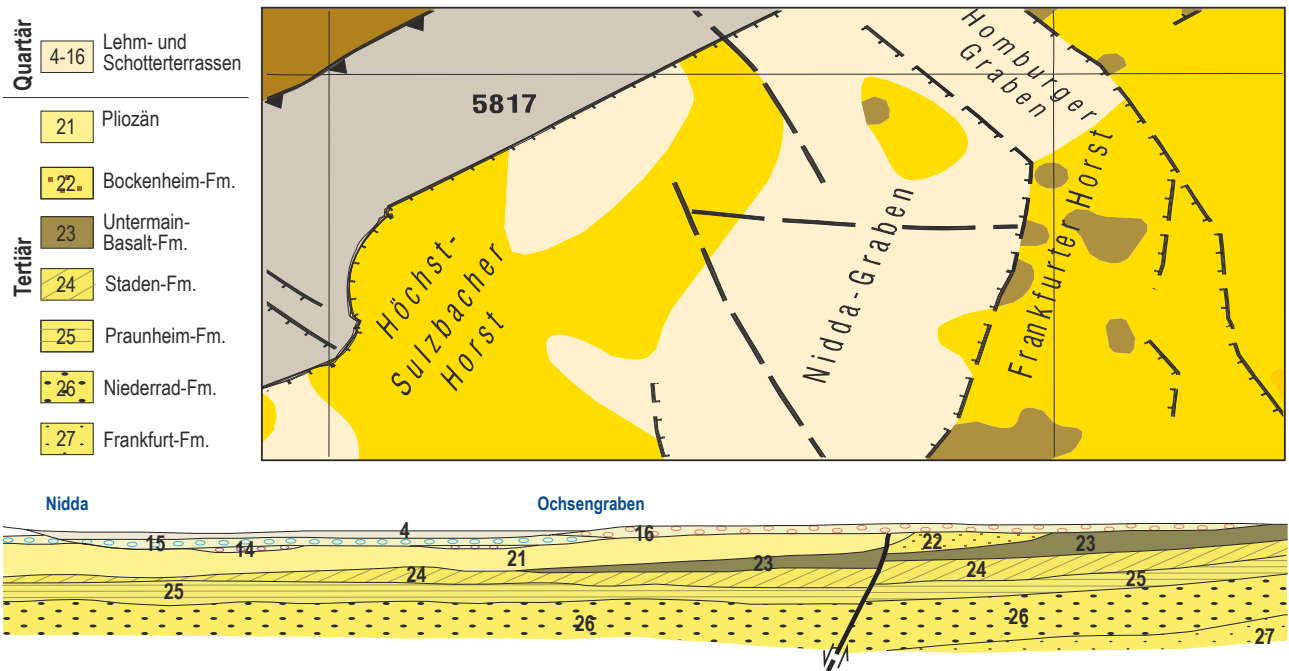 Quartär
4-16
Lehm- und
Schotterterrassen
Tertiär
21
Pliozän
22
Bockenheim-Fm.
23
Untermain-
Basalt-Fm.
24
Staden-Fm.
25
Praunheim-Fm.
26
Niederrad-Fm.
27
Frankfurt-Fm.
5817
Homburger
Graben
Höchst-
Sulzbacher
Horst
Nidda-Graben
Frankfurter Horst
Nidda
Ochsengraben
4
16
15
14
21
22
23
23
24
24
25
25
26
26
27